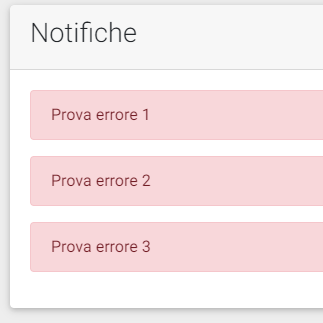 Notifiche
Prova errore 1
Prova errore 2
Prova errore 3